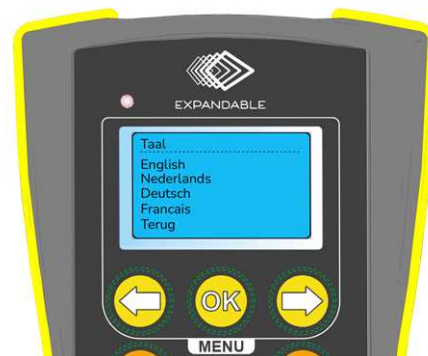 EXPANDABLE
Taal
English
Nederlands
Deutsch
Francais
Terug
OK
MENU